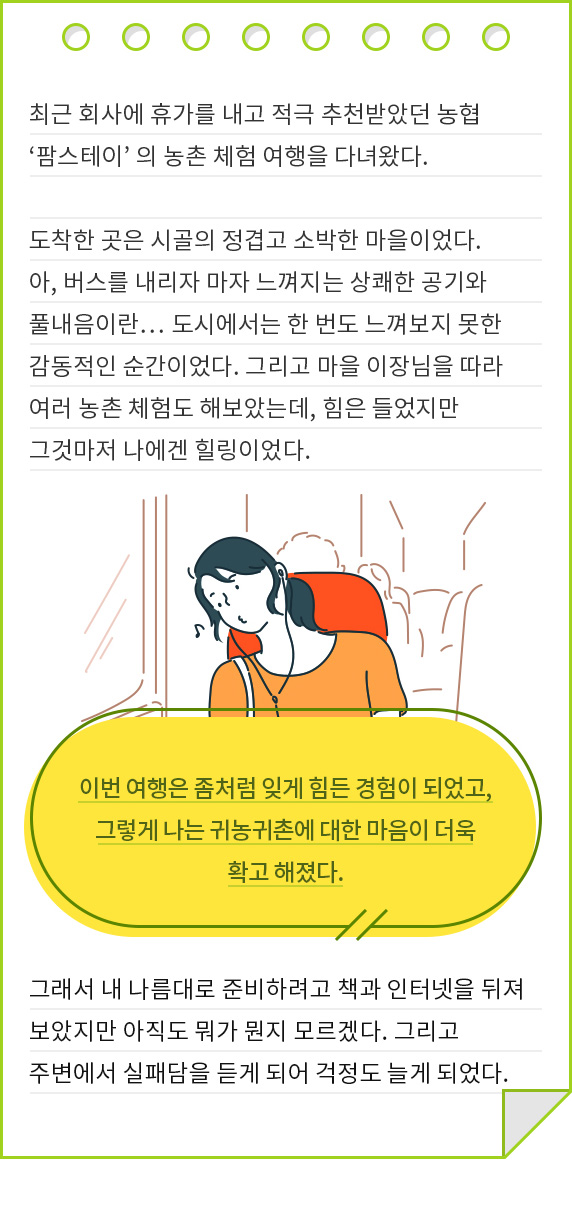 최근 회사에 휴가를 내고 적극 추천받았던 농협
‘팜스테이’ 의 농촌 체험 여행을 다녀왔다.
도착한 곳은 시골의 정겹고 소박한 마을이었다.
아, 버스를 내리자 마자 느껴지는 상쾌한 공기와
풀내음이란… 도시에서는 한 번도 느껴보지 못한
감동적인 순간이었다. 그리고 마을 이장님을 따라
여러 농촌 체험도 해보았는데, 힘은 들었지만
그것마저 나에겐 힐링이었다.
이번 여행은 좀처럼 잊게 힘든 경험이 되었고,
그렇게 나는 귀농귀촌에 대한 마음이 더욱
확고 해졌다.
그래서 내 나름대로 준비하려고 책과 인터넷을 뒤져
보았지만 아직도 뭐가 뭔지 모르겠다. 그리고
주변에서 실패담을 듣게 되어 걱정도 늘게 되었다.